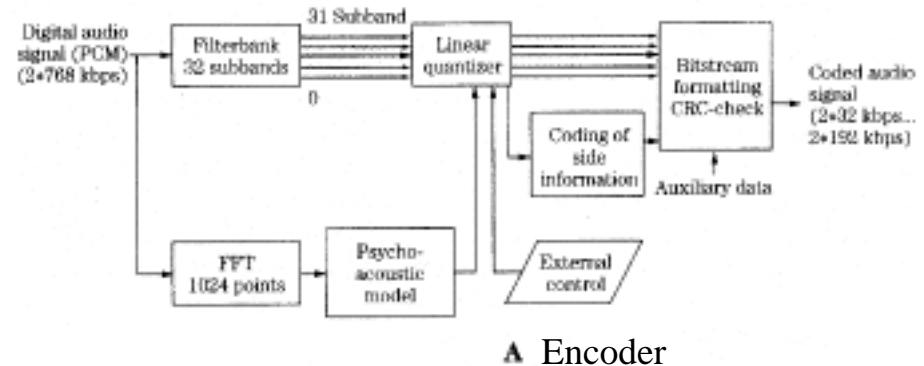 31 Subband
Digital audio
signal (PCM)
(2*768 kbps)
Filterbank
32 subbands
0
Linear
quantizer
Bitstream
formatting
CRC-check
Coded audio
signal
(2*32 kbps...
2*192 kbps)
Coding of
side
information
Auxiliary data
FFT
1024 points
Psycho-
acoustic
model
External
control
A Encoder